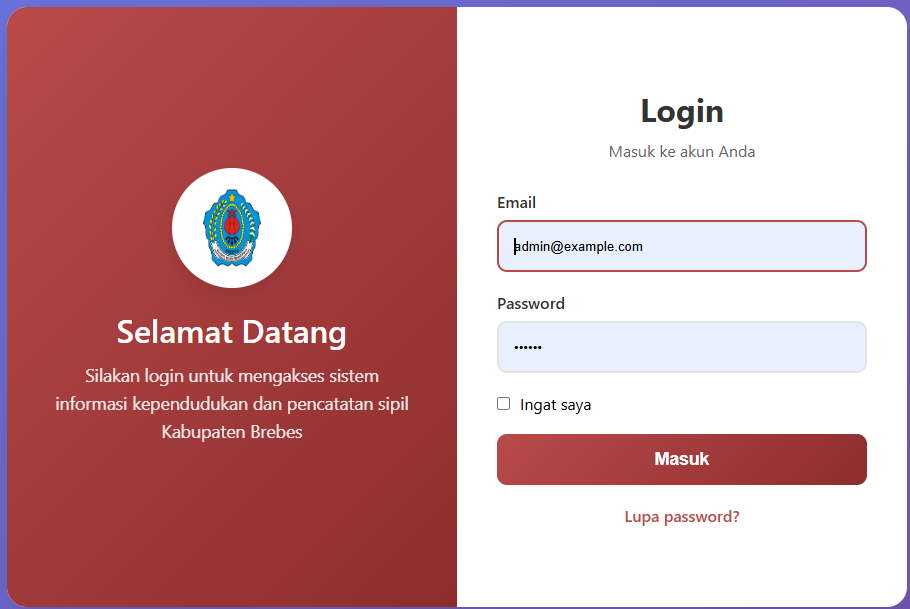 Selamat Datang
Silakan login untuk mengakses sistem
informasi kependudukan dan pencatatan sipil
Kabupaten Brebes
Login
Masuk ke akun Anda
Email
admin@example.com
Password
••••••
Ingat saya
Masuk
Lupa password?